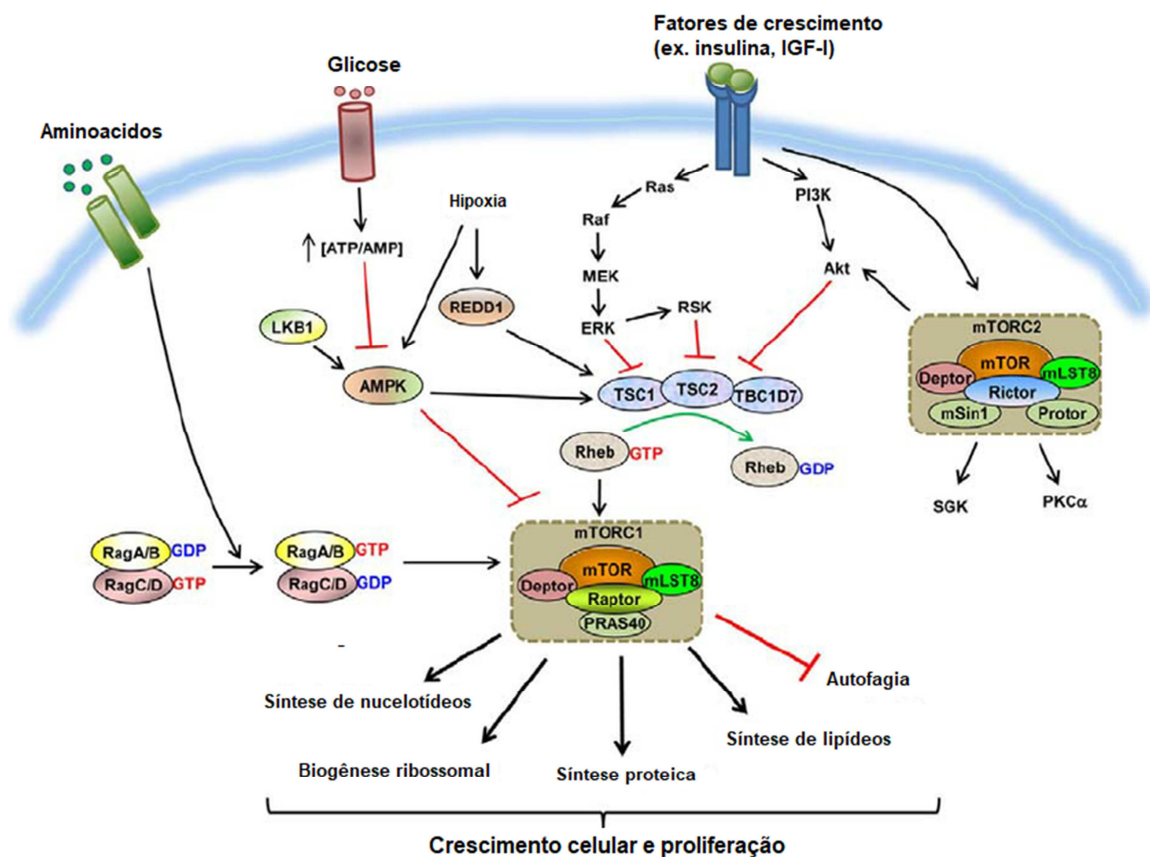 Fatores de crescimento
(ex. insulina, IGF-I)
Glicose
Aminoacidos
Hipoxia
Ras
PI3K
Raf
↑ [ATP/AMP]
MEK
Akt
REDD1
LKB1
ERK
RSK
mTORC2
mTOR
Deptor
mLST8
Rictor
mSin1
Protor
AMPK
TSC1
TSC2
TBC1D7
Rheb GTP
Rheb GDP
SGK
PKCα
mTORC1
RagA/B GDP
RagC/D GTP
RagA/B GTP
RagC/D GDP
mTOR
Deptor
mLST8
Raptor
PRAS40
-
Autofagia
Síntese de nucelotídeos
Síntese de lipídeos
Biogênese ribossomal
Síntese proteica
Crescimento celular e proliferação